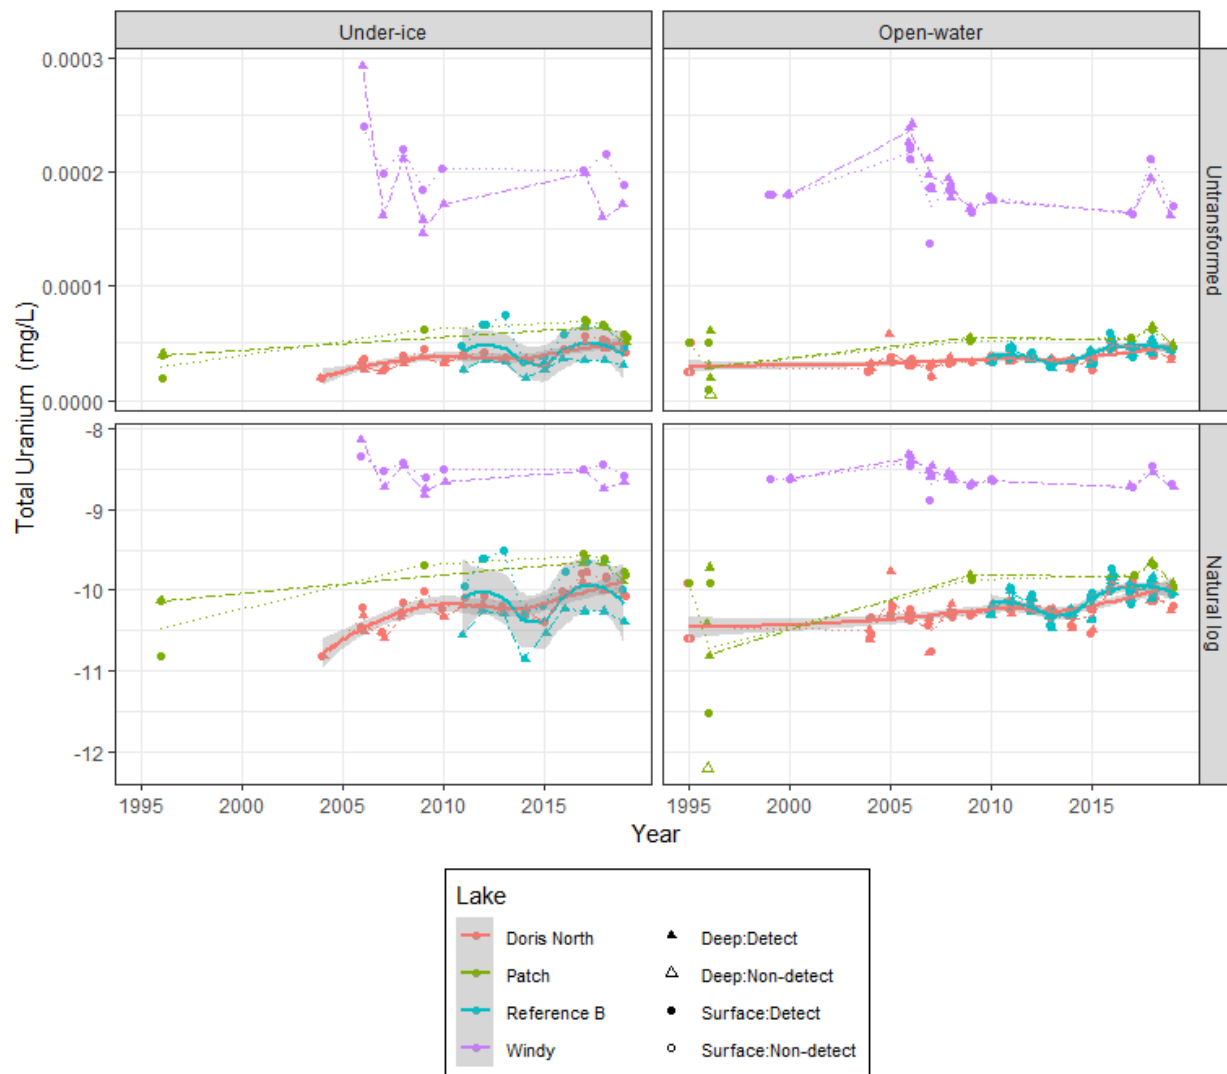 Under-ice
Open-water
0.0003
0.0002
0.0001
0.0000
Untransformed
Total Uranium (mg/L)
-8
-9
-10
-11
-12
Natural log
1995 2000 2005 2010 2015
1995 2000 2005 2010 2015
Year
Lake
Doris North
Deep:Detect
Patch
Deep:Non-detect
Reference B
Surface:Detect
Windy
Surface:Non-detect